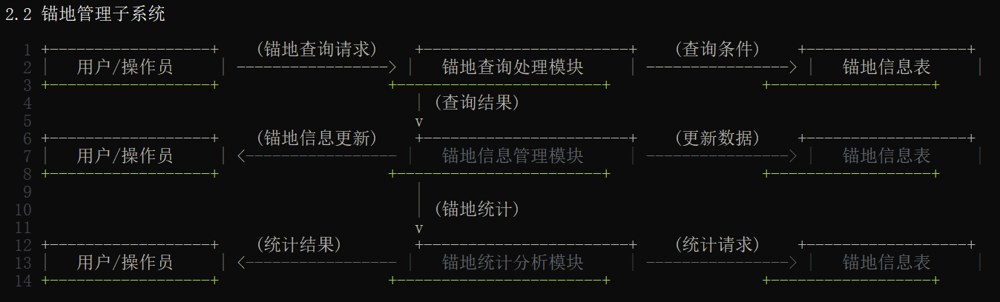 2.2 锚地管理子系统
1 +------------------+    (锚地查询请求)    +-----------------------+    (查询条件)    +------------------+
2 |   用户/操作员     | -----------------> |   锚地查询处理模块     | ----------------> |   锚地信息表     |
3 +------------------+                   +-----------------------+                 +------------------+
4                                          | (查询结果)
5                                          v
6 +------------------+    (锚地信息更新)    +-----------------------+    (更新数据)    +------------------+
7 |   用户/操作员     | <----------------- |   锚地信息管理模块     | ----------------> |   锚地信息表     |
8 +------------------+                   +-----------------------+                 +------------------+
9                                          |
10                                         | (锚地统计)
11                                         v
12 +------------------+    (统计结果)        +-----------------------+    (统计请求)    +------------------+
13 |   用户/操作员     | <----------------- |   锚地统计分析模块     | ----------------> |   锚地信息表     |
14 +------------------+                   +-----------------------+                 +------------------+